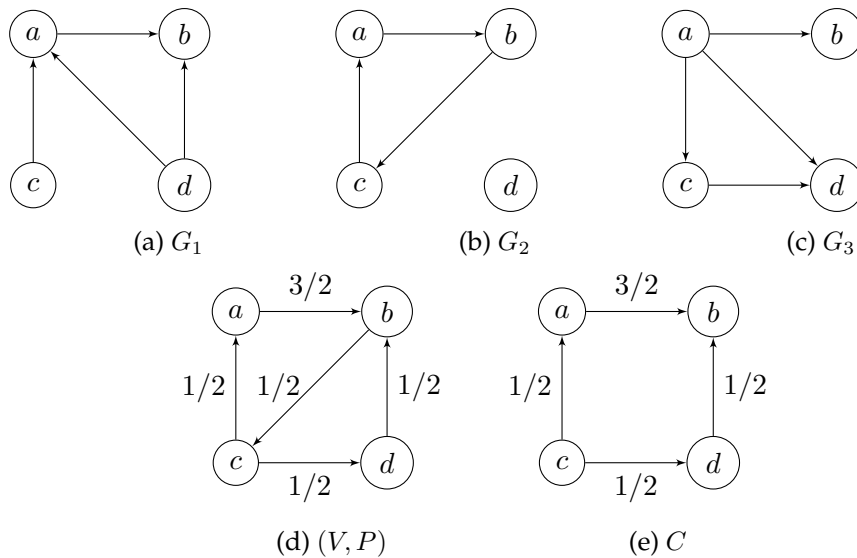 a b a b a b
c d c d c d
(a) G₁ (b) G₂ (c) G₃
3/2 3/2
a b a b
1/2 1/2 1/2 1/2 1/2
c d c d
1/2 1/2
(d) (V, P) (e) C